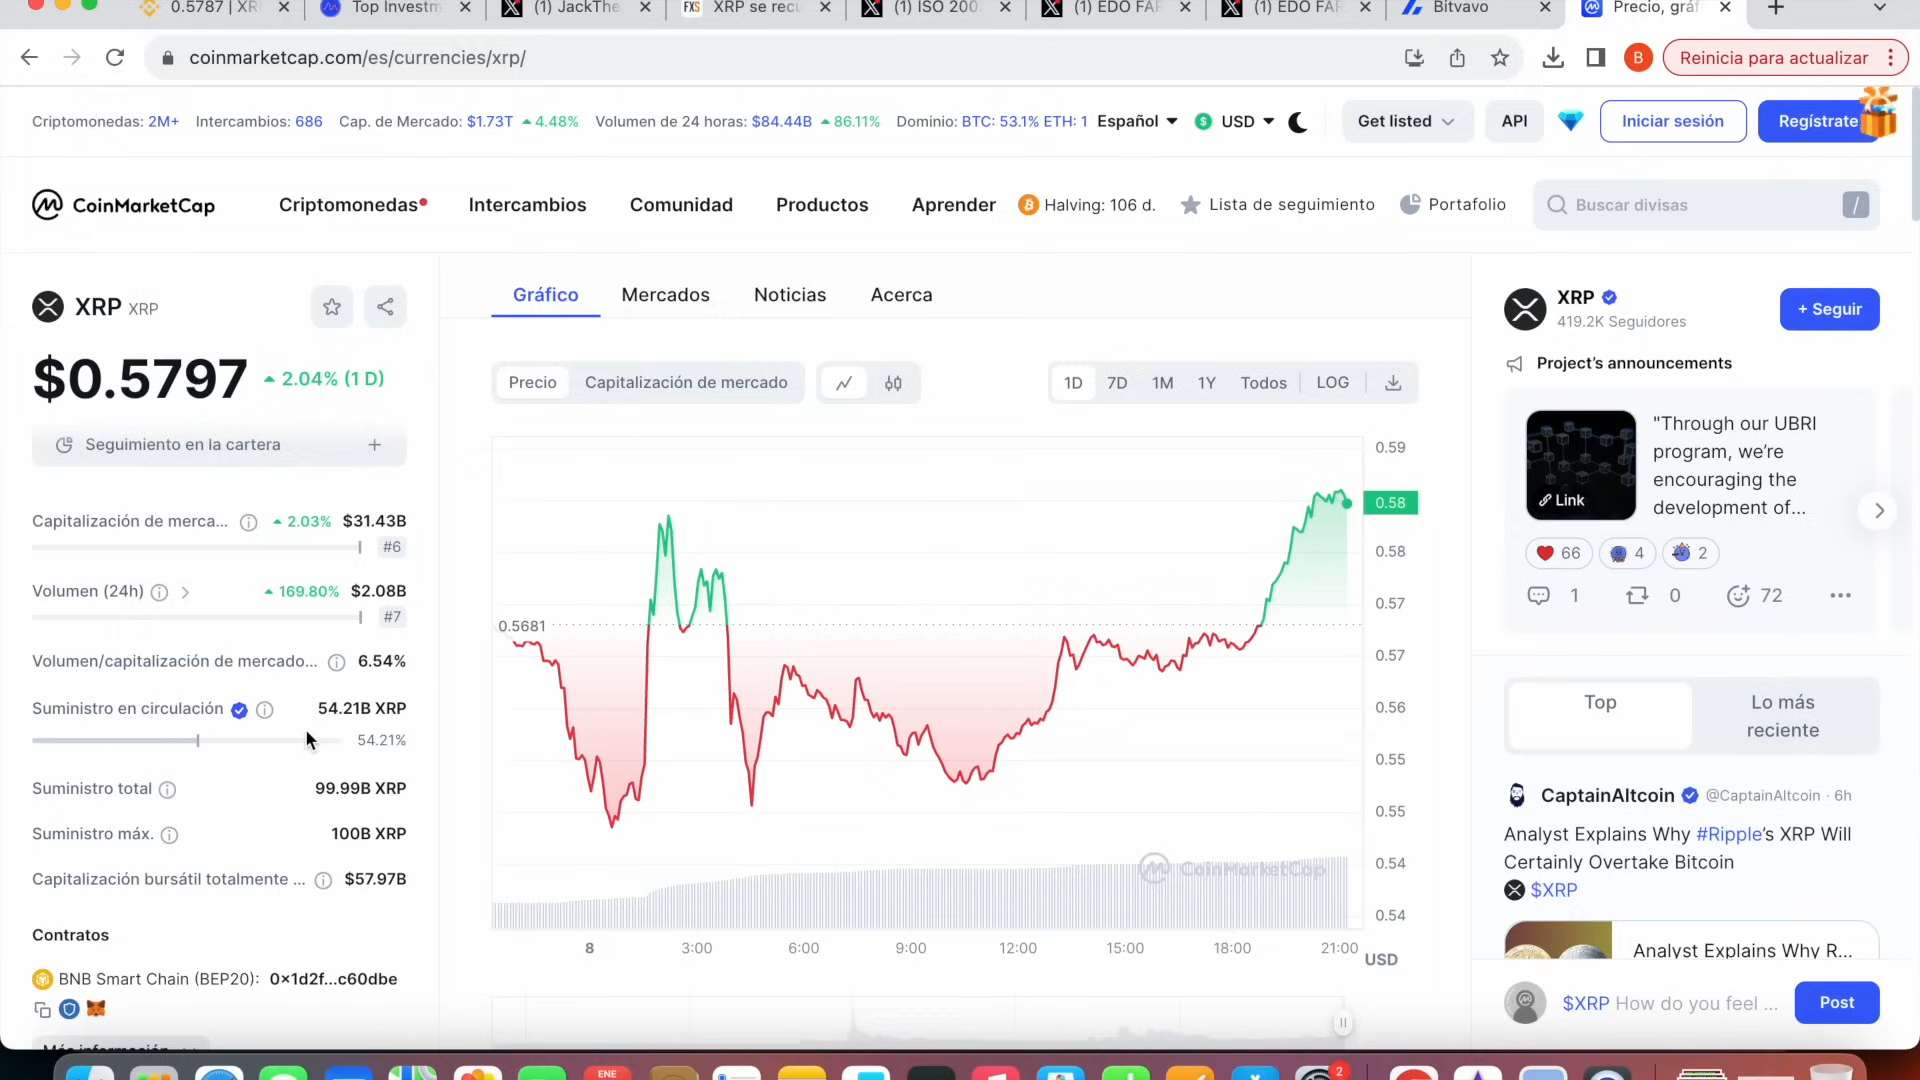 0.5787 | XR
Top Investm
(1) JackThe
XRP se recu
(1) ISO 200
(1) EDO FAR
(1) EDO FAR
Bitvavo
Precio, gráf
coinmarketcap.com/es/currencies/xrp/
B
Reinicia para actualizar
Criptomonedas: 2M+ Intercambios: 686 Cap. de Mercado: $1.73T 4.48% Volumen de 24 horas: $84.44B 86.11% Dominio: BTC: 53.1% ETH: 1 Español USD Get listed API Iniciar sesión Regístrate
CoinMarketCap Criptomonedas Intercambios Comunidad Productos Aprender Halving: 106 d. Lista de seguimiento Portafolio Buscar divisas /
XRP XRP
$0.5797 2.04% (1 D)
Seguimiento en la cartera +
Capitalización de merca... 2.03% $31.43B
#6
Volumen (24h) 169.80% $2.08B
#7
Volumen/capitalización de mercado... 6.54%
Suministro en circulación 54.21B XRP
54.21%
Suministro total 99.99B XRP
Suministro máx. 100B XRP
Capitalización bursátil totalmente ... $57.97B
Contratos
BNB Smart Chain (BEP20): 0x1d2f...c60dbe
Más información
Gráfico Mercados Noticias Acerca
Precio Capitalización de mercado 1D 7D 1M 1Y Todos LOG
0.59
0.58
0.58
0.57
0.5681
0.57
0.56
0.55
0.55
0.54
0.54
CoinMarketCap
8 3:00 6:00 9:00 12:00 15:00 18:00 21:00
USD
XRP
419.2K Seguidores
+ Seguir
Project's announcements
"Through our UBRI
program, we're
encouraging the
development of...
Link
66 4 2
1 0 72
Top
Lo más
reciente
CaptainAltcoin @CaptainAltcoin · 6h
Analyst Explains Why #Ripple's XRP Will
Certainly Overtake Bitcoin
$XRP
Analyst Explains Why R...
$XRP How do you feel ...
Post
ENE
2